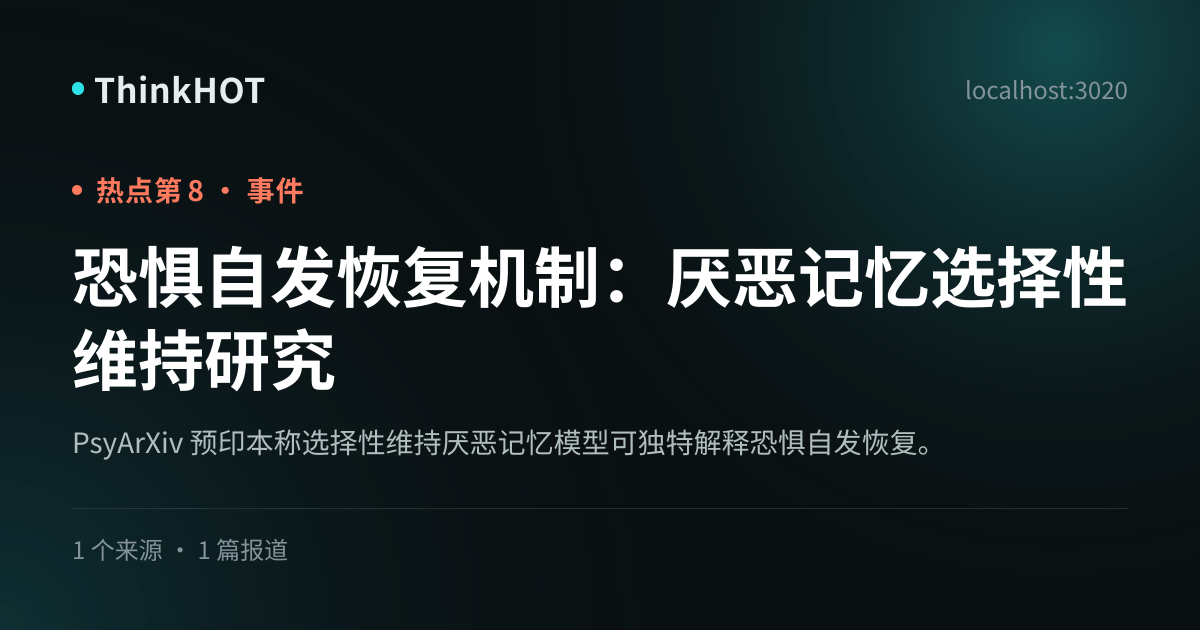 ThinkHOT
localhost:3020
热点第 8 · 事件
恐惧自发恢复机制：厌恶记忆选择性
维持研究
PsyArXiv 预印本称选择性维持厌恶记忆模型可独特解释恐惧自发恢复。
1 个来源 · 1 篇报道